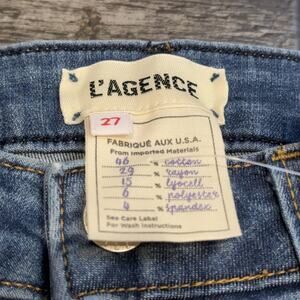 L'AGENCE
27
FABRIQUÉ AUX U.S.A.
From Imported Materials
46 % cotton
29 % rayon
15 % lyocell
6 % polyester
4 % spandex
See Care Label
For Wash Instructions